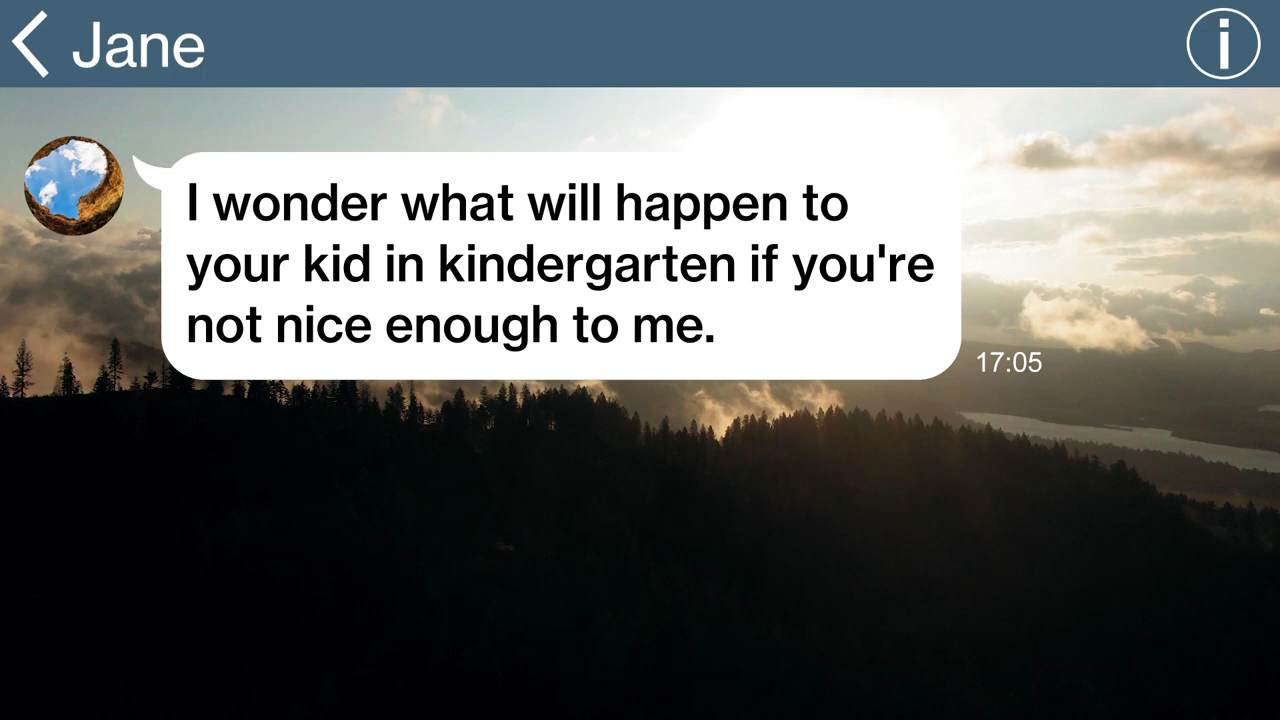 Jane
I wonder what will happen to
your kid in kindergarten if you're
not nice enough to me.
17:05